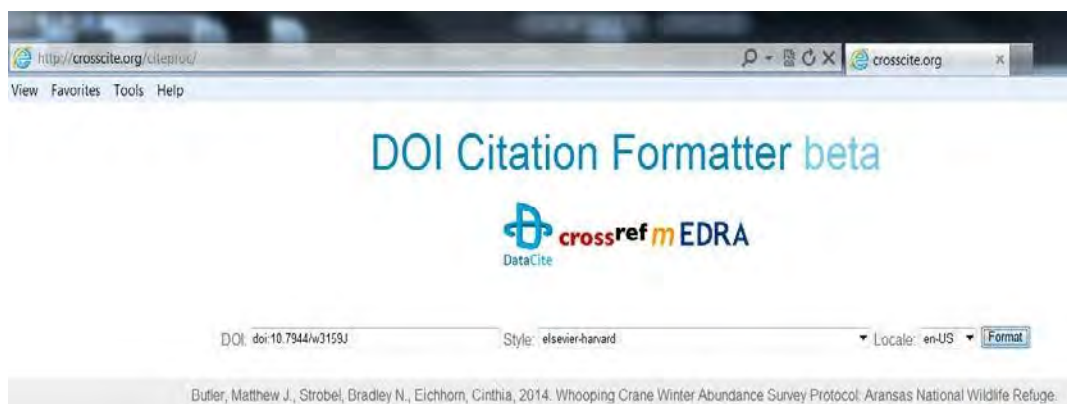 http://crosscite.org/citeproc/ crosscite.org
View Favorites Tools Help
DOI Citation Formatter beta
DataCite crossref mEDRA
DOI: doi:10.7944/w3159J Style: elsevier-harvard Locale: en-US Format
Butler, Matthew J., Strobel, Bradley N., Eichhorn, Cinthia, 2014. Whooping Crane Winter Abundance Survey Protocol: Aransas National Wildlife Refuge.